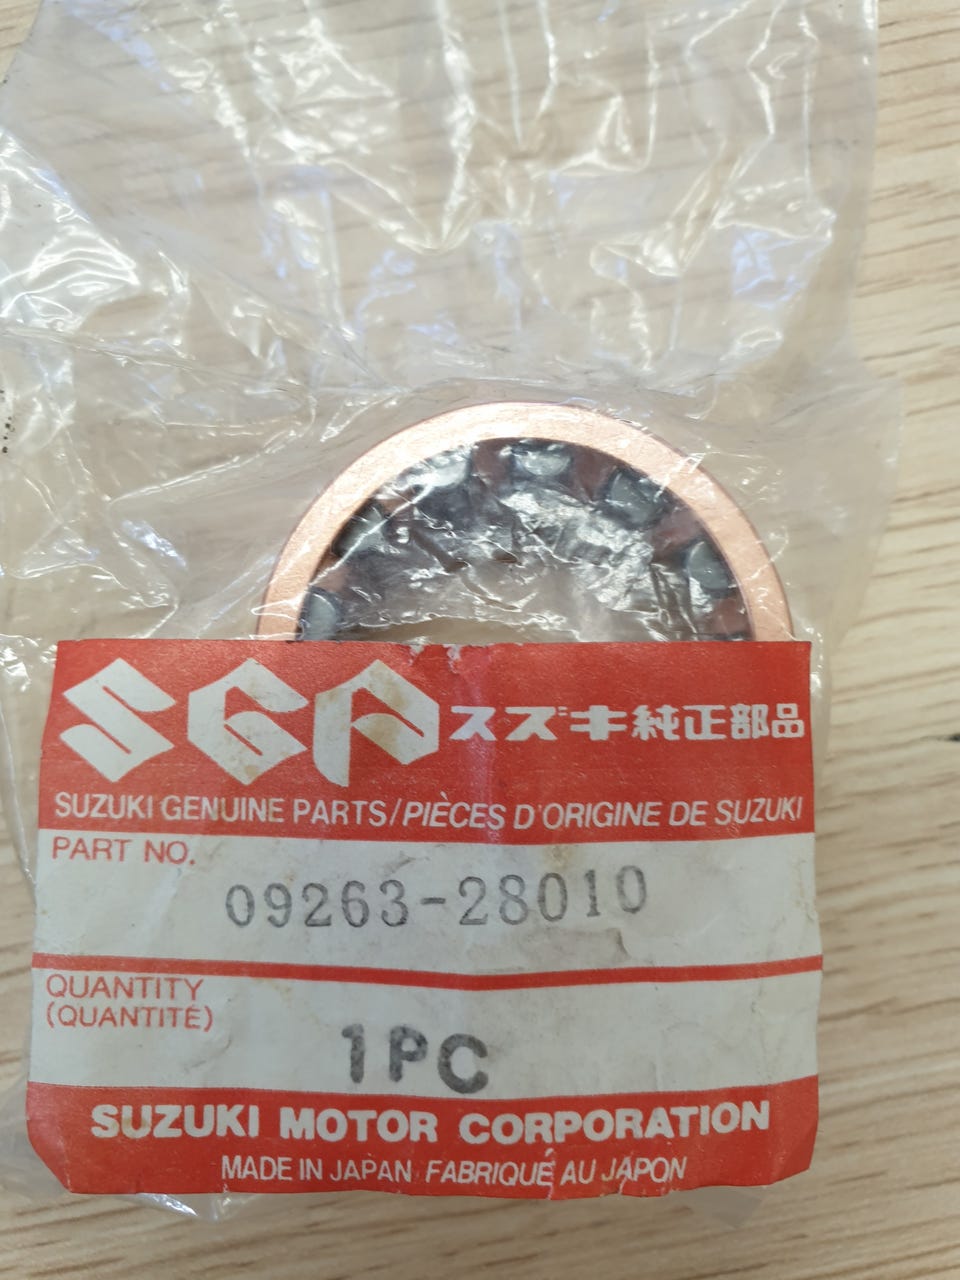 SGP スズキ純正部品
SUZUKI GENUINE PARTS/PIÈCES D'ORIGINE DE SUZUKI
PART NO.
09263-28010
QUANTITY
(QUANTITÉ)
1PC
SUZUKI MOTOR CORPORATION
MADE IN JAPAN FABRIQUÉ AU JAPON